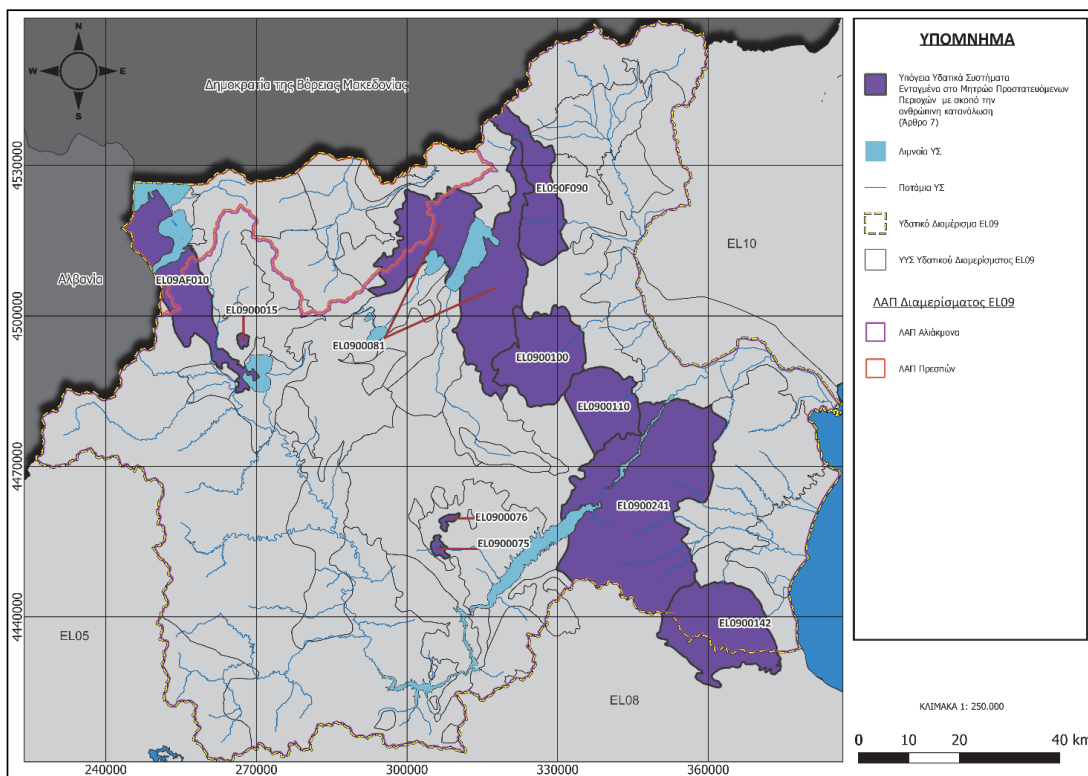 N
W
E
S
Δημοκρατία της Βόρειας Μακεδονίας
Αλβανία
EL090F090
EL10
EL09AF010
EL0900015
EL0900081
EL0900100
EL0900110
EL0900241
EL0900076
EL0900075
EL0900142
EL05
EL08
4530000
4500000
4470000
4440000
240000
270000
300000
330000
360000
ΥΠΟΜΝΗΜΑ
Υπόγεια Υδατικά Συστήματα
Ενταγμένα στο Μητρώο Προστατευόμενων
Περιοχών με σκοπό την
ανθρώπινη κατανάλωση
(Άρθρο 7)
Λιμναία ΥΣ
Ποτάμια ΥΣ
Υδατικό Διαμέρισμα EL09
ΥΥΣ Υδατικού Διαμερίσματος EL09
ΛΑΠ Διαμερίσματος EL09
ΛΑΠ Αλιάκμονα
ΛΑΠ Πρεσπών
ΚΛΙΜΑΚΑ 1: 250.000
0 10 20 40 km